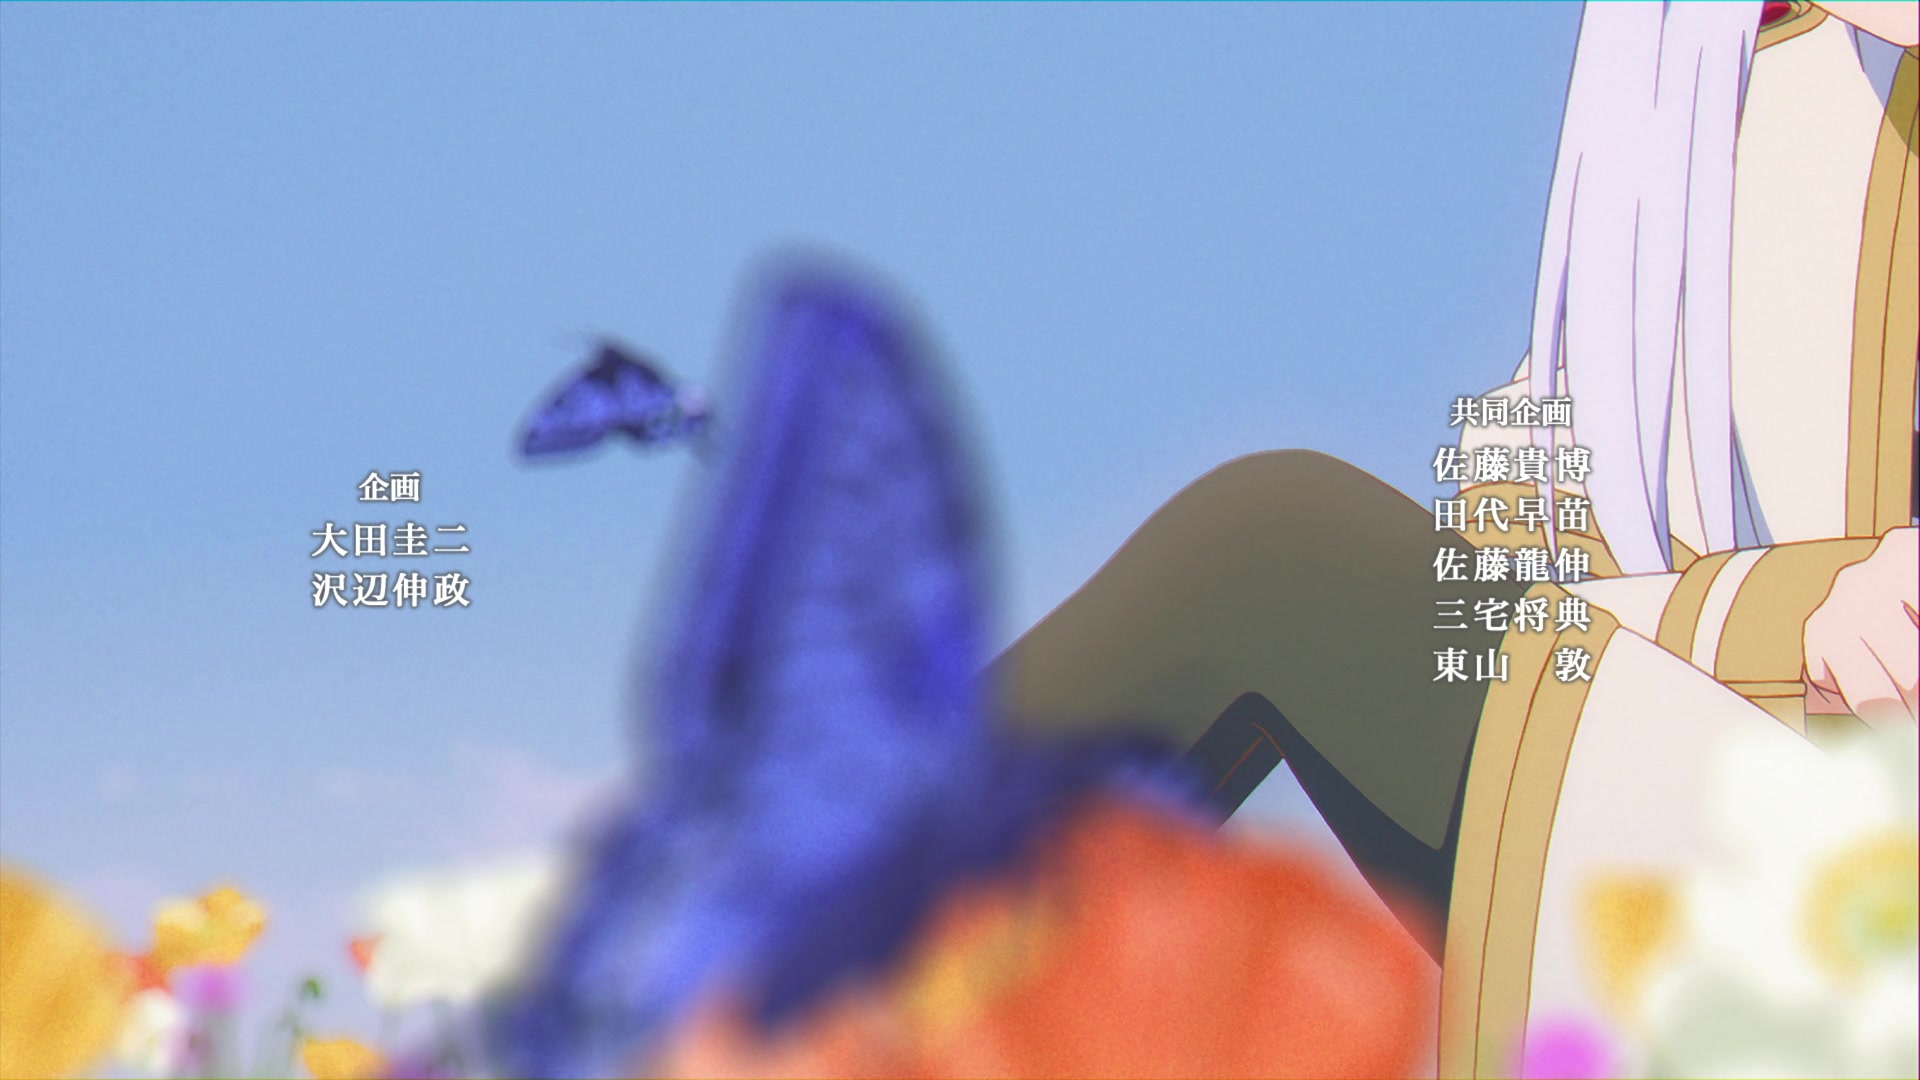 企画
大田圭二
沢辺伸政
共同企画
佐藤貴博
田代早苗
佐藤龍伸
三宅将典
東山　敦